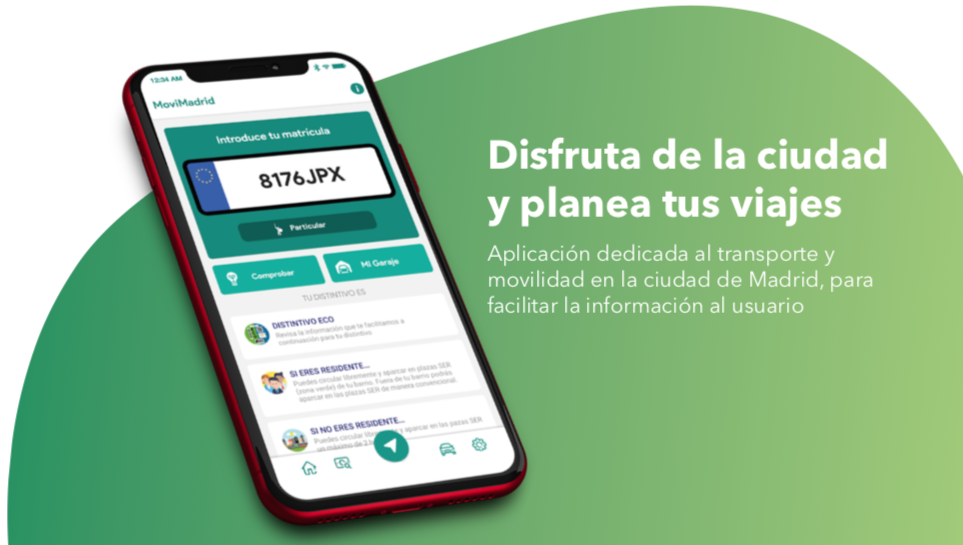 12:34 AM
MoviMadrid
Introduce tu matricula
8176JPX
Particular
Comprobar
Mi Garaje
TU DISTINTIVO ES
DISTINTIVO ECO
Revisa la información que te facilitamos a
continuación para tu distintivo
SI ERES RESIDENTE...
Puedes circular libremente y aparcar en plazas SER
(zona verde) de tu barrio. Fuera de tu barrio podrás
aparcar en las plazas SER de manera convencional.
SI NO ERES RESIDENTE...
Puedes circular y aparcar en las pazas SER
un máximo de 2
Disfruta de la ciudad
y planea tus viajes
Aplicación dedicada al transporte y
movilidad en la ciudad de Madrid, para
facilitar la información al usuario